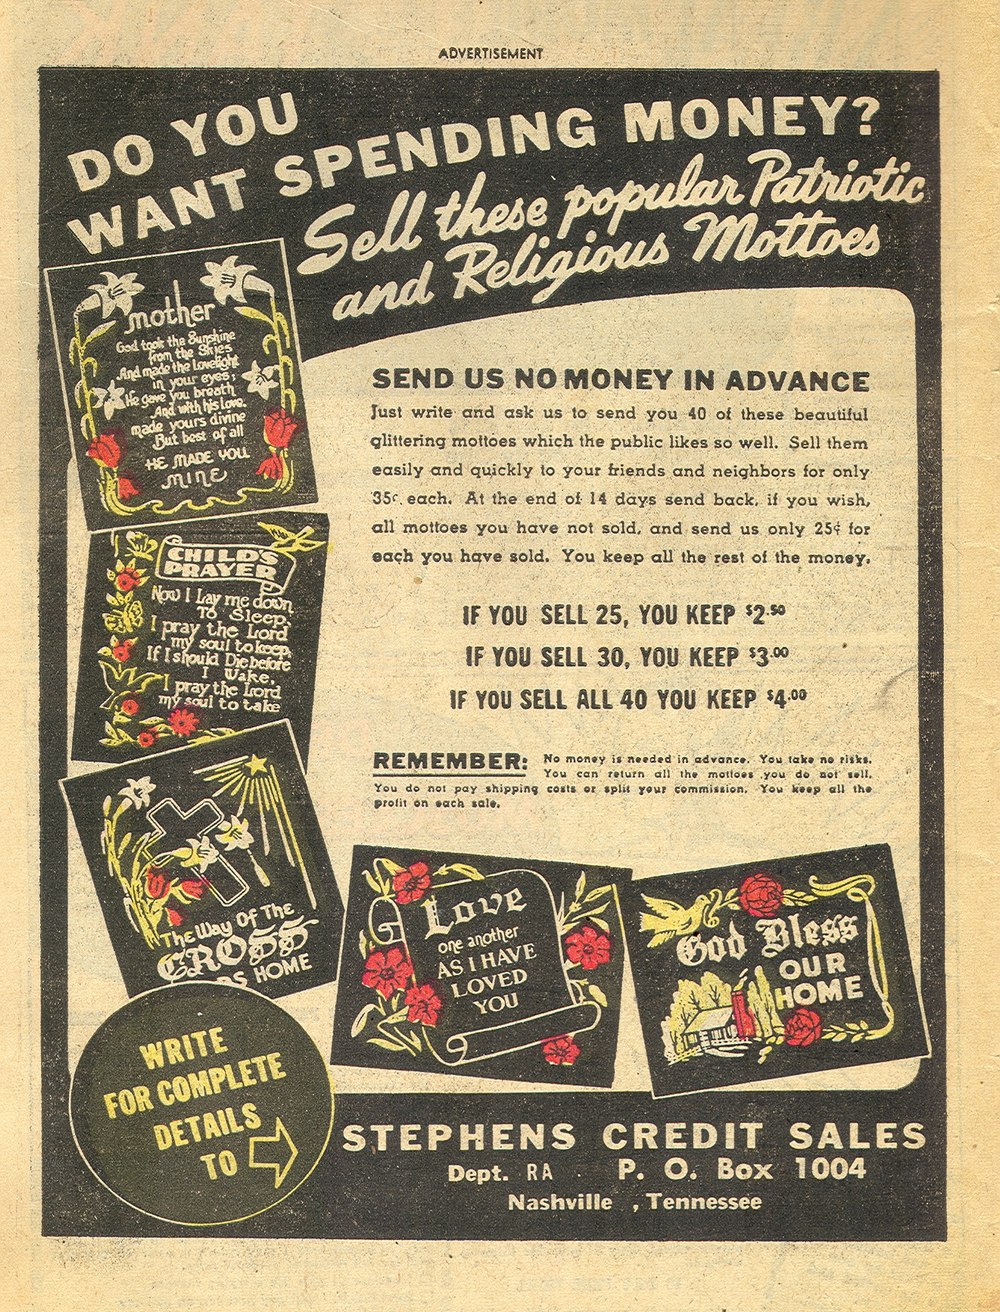 ADVERTISEMENT
DO YOU
WANT SPENDING MONEY?
Sell these popular Patriotic
and Religious Mottoes
mother
God took the Sunshine
from the Skies
And made the Lovelight
in your eyes;
He gave you breath
And with his Love,
made yours divine
But best of all
HE MADE YOU
MINE
CHILD'S
PRAYER
Now I Lay me down
To Sleep,
I pray the Lord
my soul to keep,
If I should Die before
I Wake,
I pray the Lord
my soul to take
The Way Of The
CROSS
DS HOME
SEND US NO MONEY IN ADVANCE
Just write and ask us to send you 40 of these beautiful
glittering mottoes which the public likes so well. Sell them
easily and quickly to your friends and neighbors for only
35c each. At the end of 14 days send back, if you wish,
all mottoes you have not sold, and send us only 25¢ for
each you have sold. You keep all the rest of the money.
IF YOU SELL 25, YOU KEEP $2.50
IF YOU SELL 30, YOU KEEP $3.00
IF YOU SELL ALL 40 YOU KEEP $4.00
REMEMBER: No money is needed in advance. You take no risks.
You can return all the mottoes you do not sell.
You do not pay shipping costs or split your commission. You keep all the
profit on each sale.
Love
one another
AS I HAVE
LOVED
YOU
God Bless
OUR
HOME
WRITE
FOR COMPLETE
DETAILS
TO
STEPHENS CREDIT SALES
Dept. RA P. O. Box 1004
Nashville , Tennessee